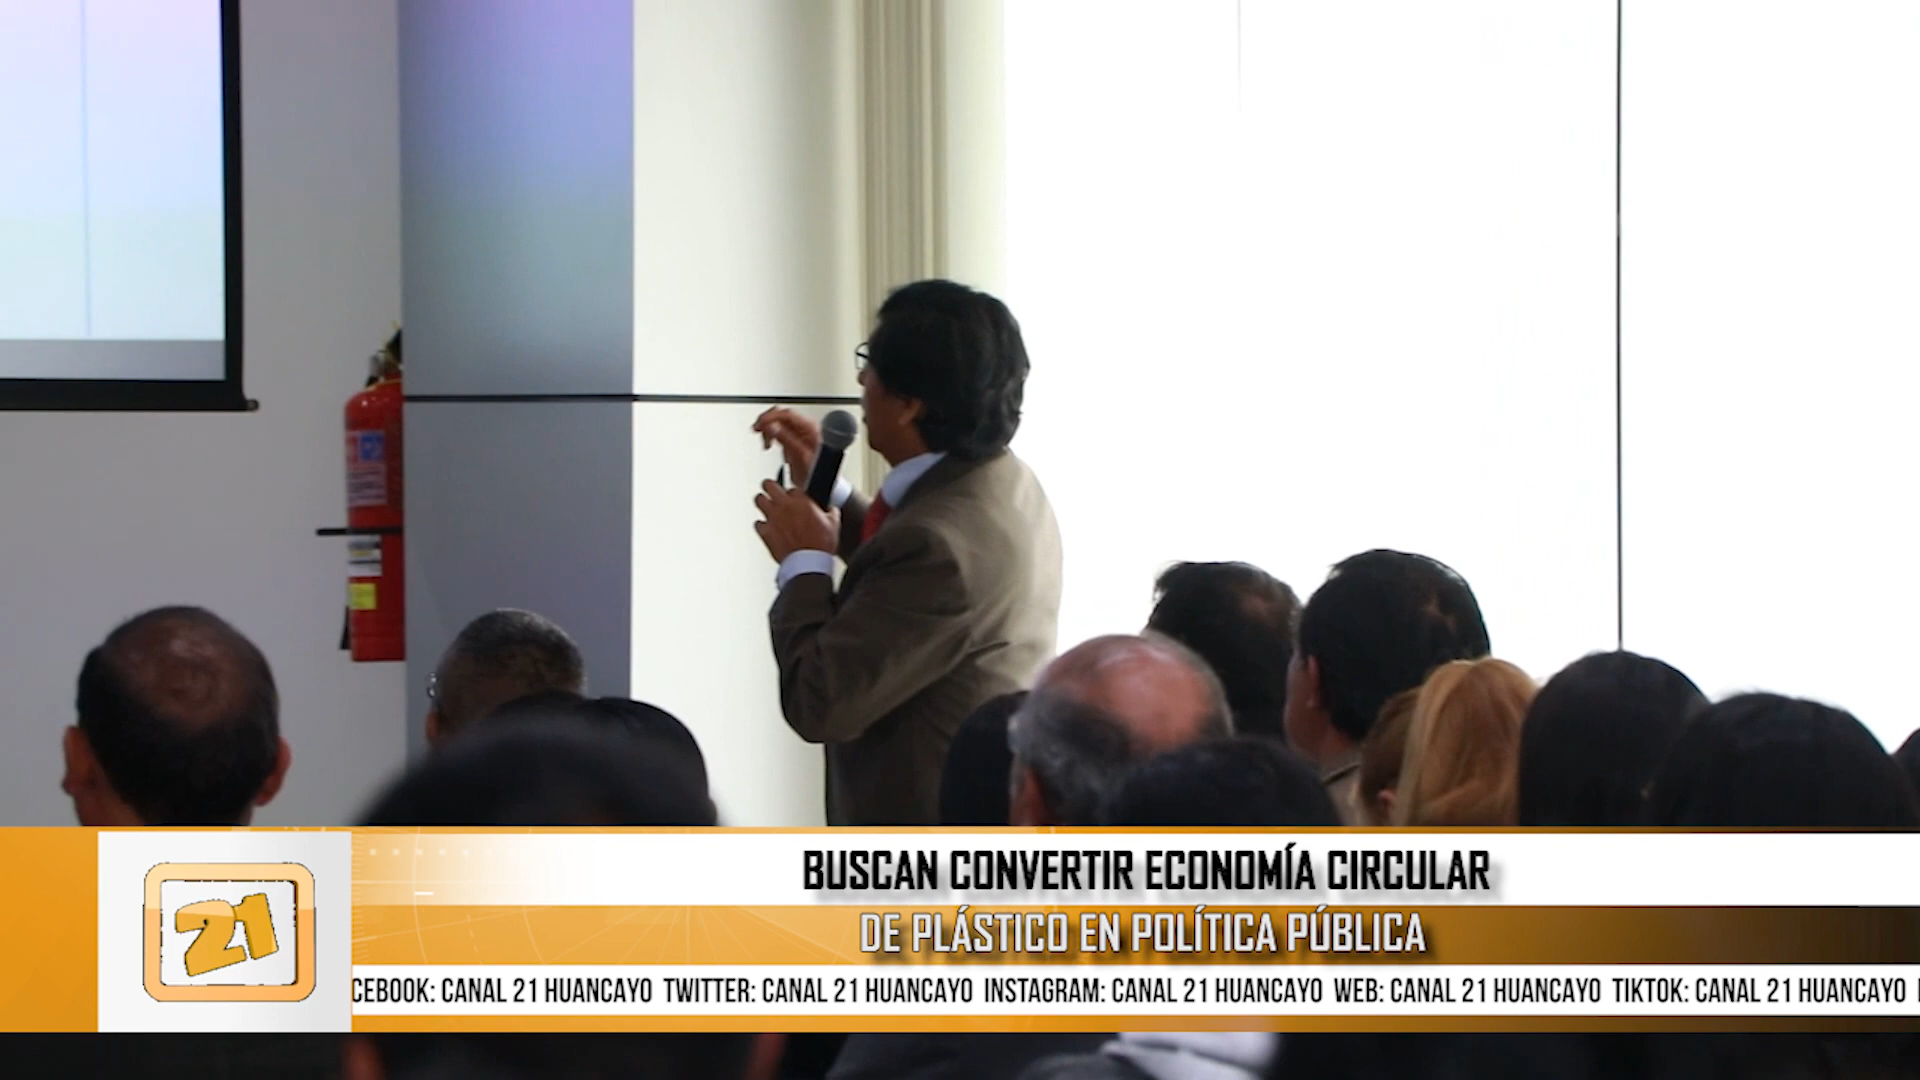 BUSCAN CONVERTIR ECONOMÍA CIRCULAR
DE PLÁSTICO EN POLÍTICA PÚBLICA
21
CEBOOK: CANAL 21 HUANCAYO TWITTER: CANAL 21 HUANCAYO INSTAGRAM: CANAL 21 HUANCAYO WEB: CANAL 21 HUANCAYO TIKTOK: CANAL 21 HUANCAYO